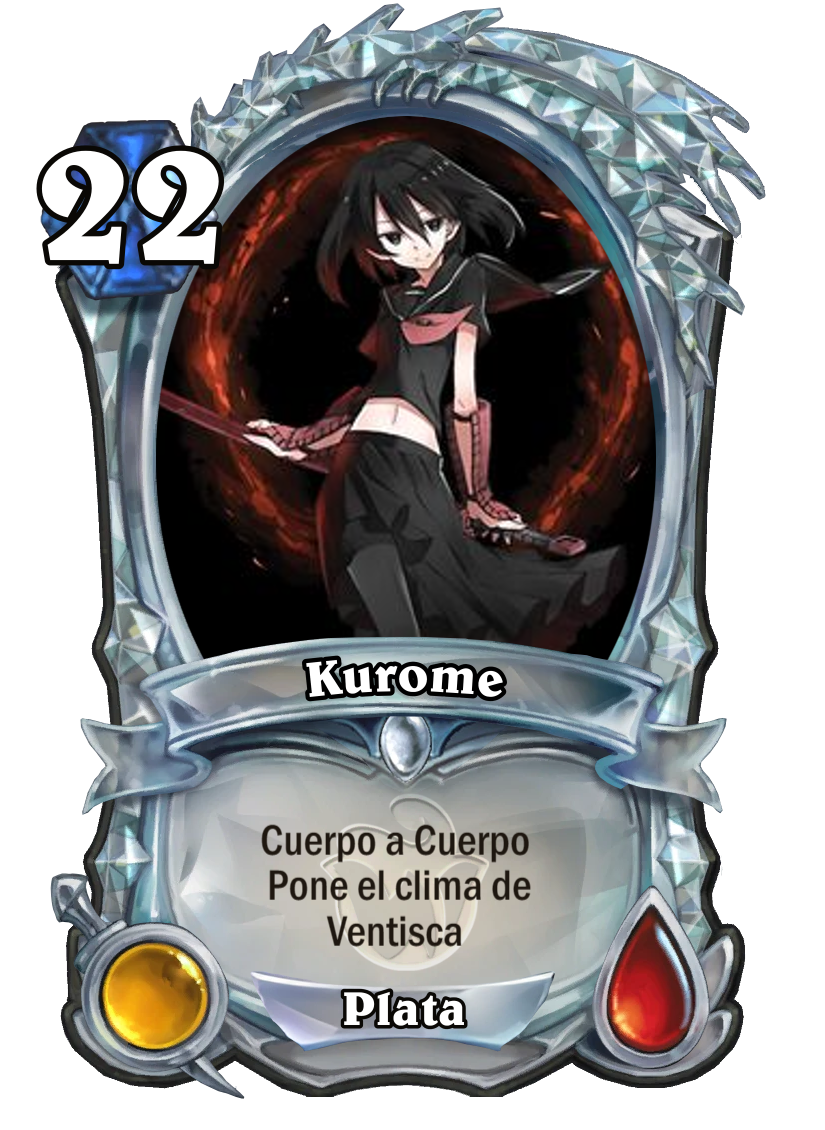 22
Kurome
Cuerpo a Cuerpo
Pone el clima de
Ventisca
Plata